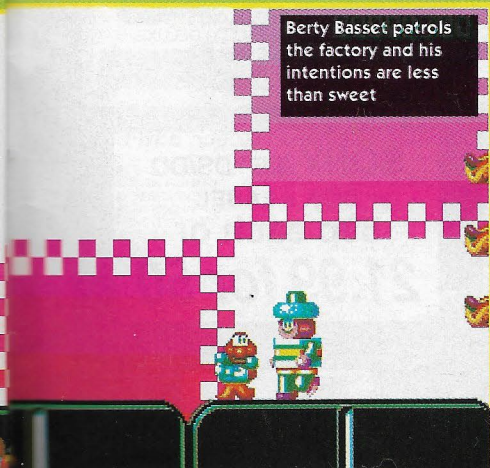 Berty Basset patrols
the factory and his
intentions are less
than sweet